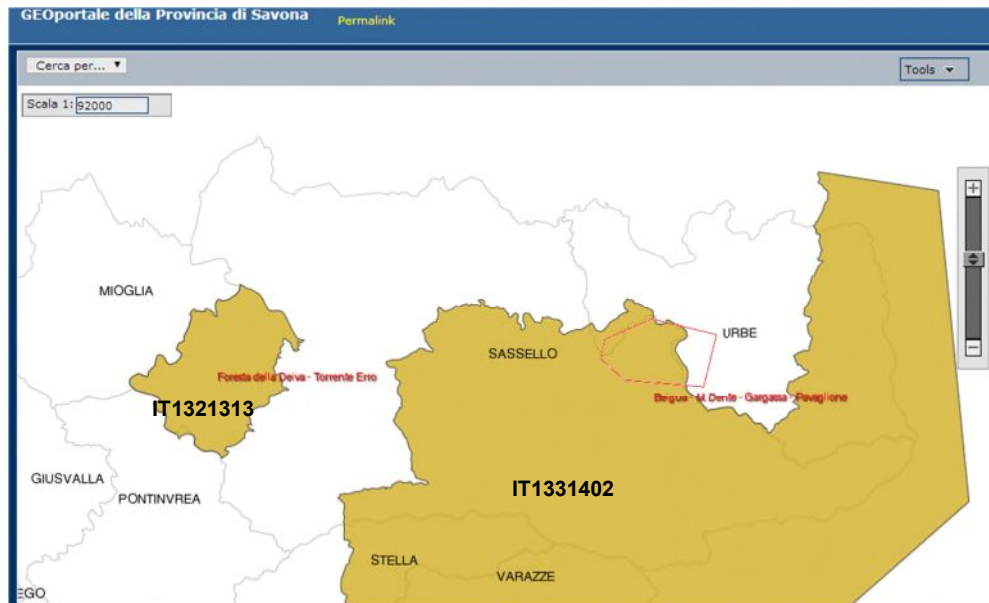 GEOportale della Provincia di Savona
Permalink
Cerca per...
Tools
Scala 1: 92000
MIOGLIA
URBE
SASSELLO
Foresta della Deiva - Torrente Erro
Beigua - M. Dente - Gargassa - Pavaglione
IT1321313
GIUSVALLA
IT1331402
PONTINVREA
STELLA
VARAZZE
EGO